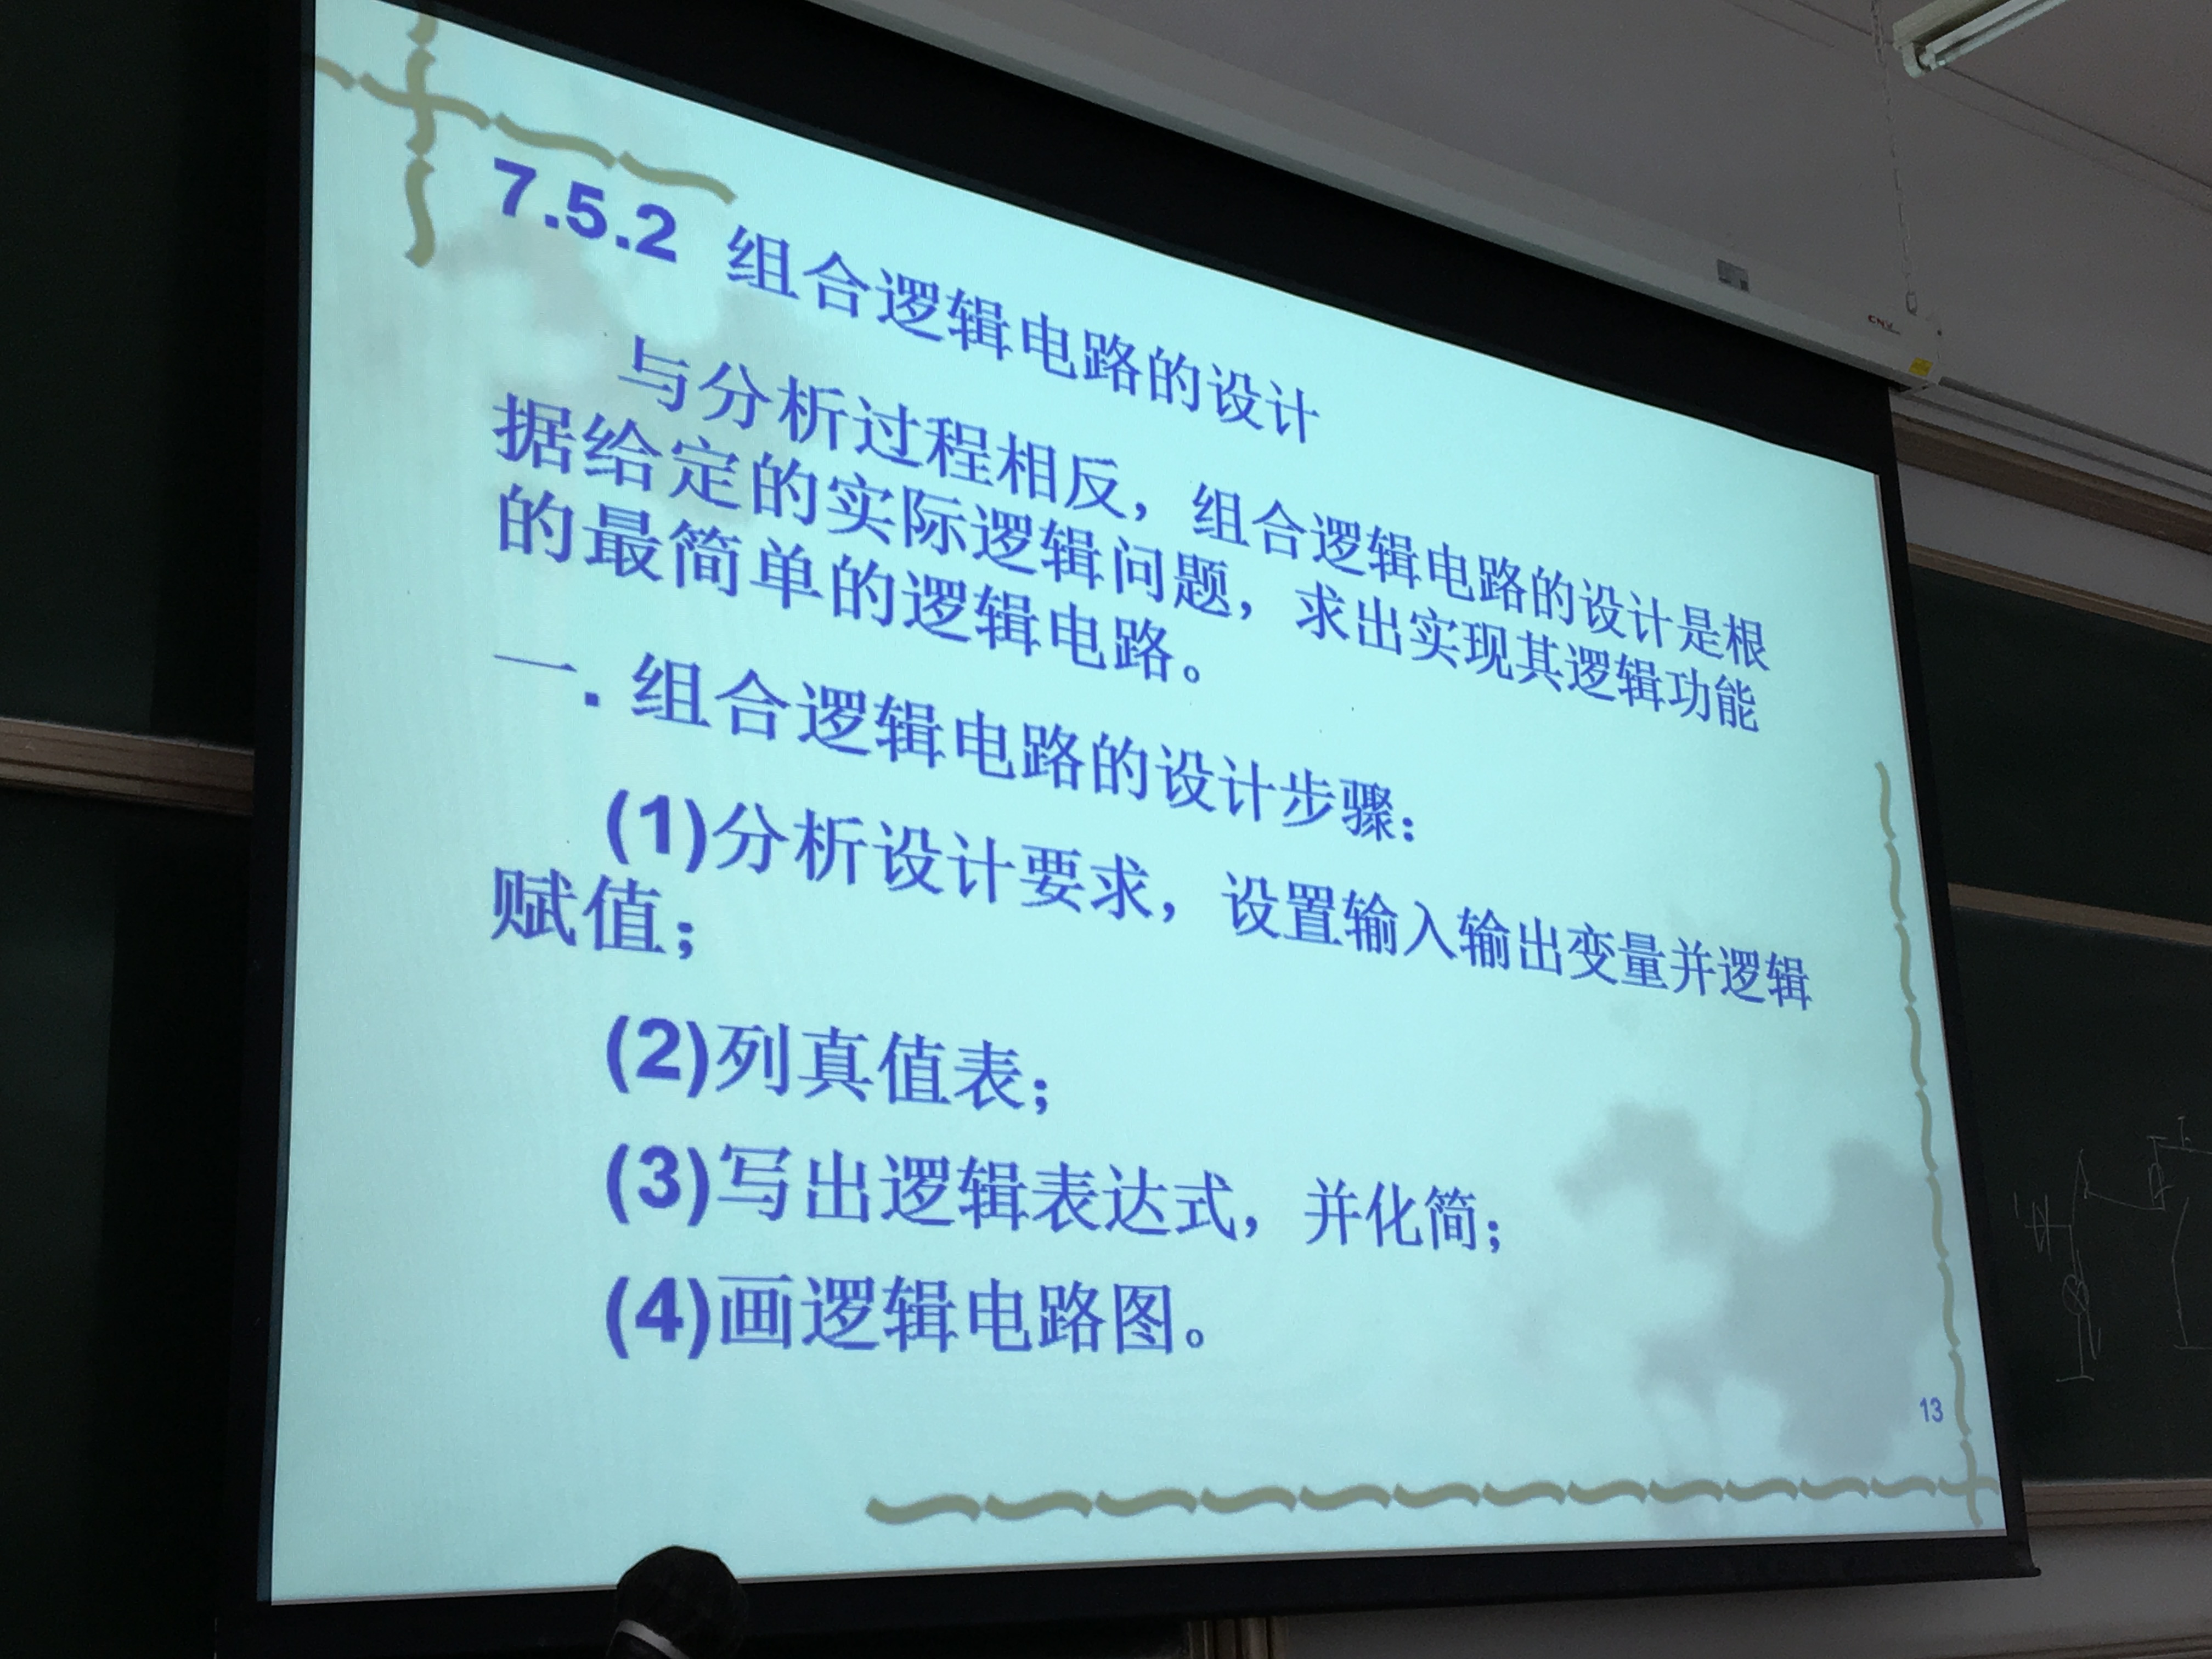 7.5.2 组合逻辑电路的设计
与分析过程相反，组合逻辑电路的设计是根
据给定的实际逻辑问题，求出实现其逻辑功能
的最简单的逻辑电路。
一.组合逻辑电路的设计步骤：
(1)分析设计要求，设置输入输出变量并逻辑
赋值；
(2)列真值表；
(3)写出逻辑表达式，并化简；
(4)画逻辑电路图。
13